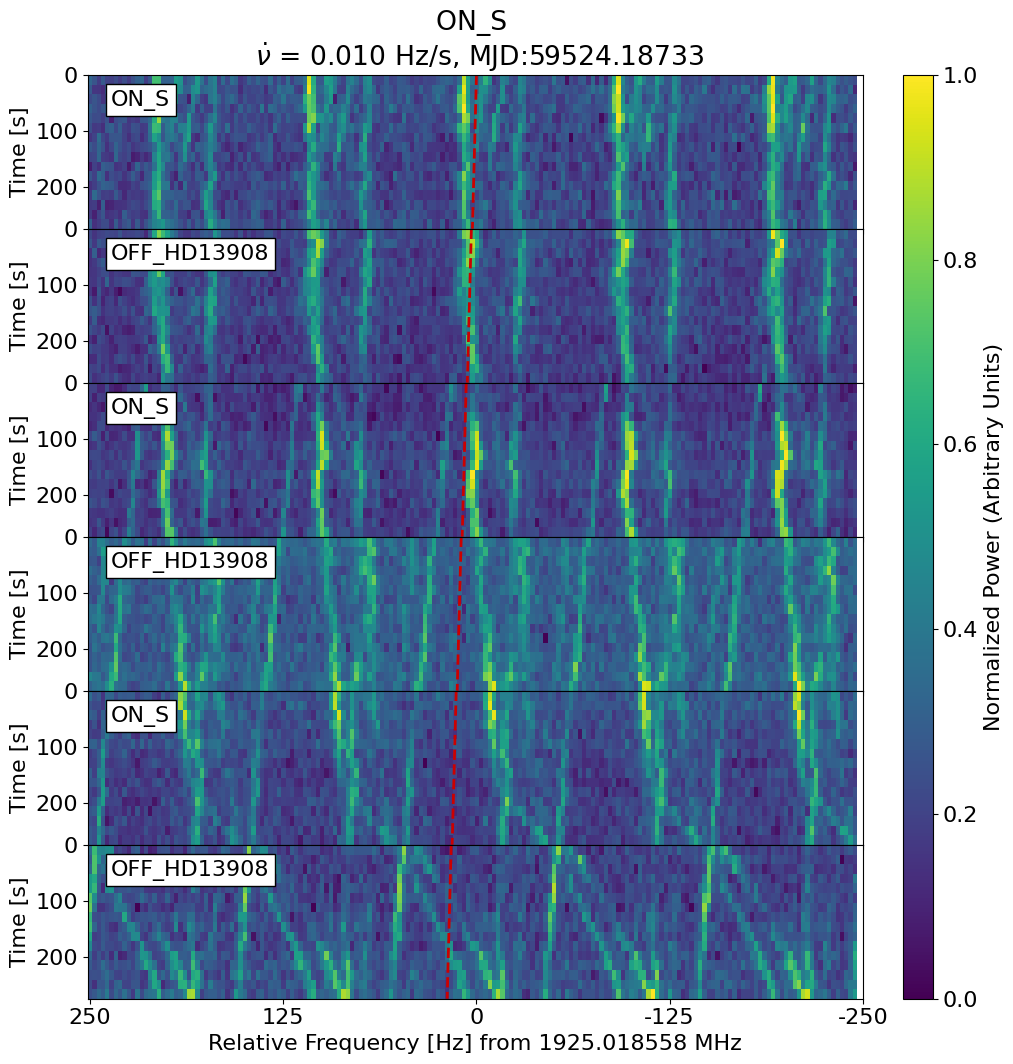 ON_S
ν̇ = 0.010 Hz/s, MJD:59524.18733
0
100
200
Time [s]
ON_S
0
100
200
Time [s]
OFF_HD13908
0
100
200
Time [s]
ON_S
0
100
200
Time [s]
OFF_HD13908
0
100
200
Time [s]
ON_S
0
100
200
Time [s]
OFF_HD13908
250 125 0 -125 -250
Relative Frequency [Hz] from 1925.018558 MHz
1.0
0.8
0.6
0.4
0.2
0.0
Normalized Power (Arbitrary Units)